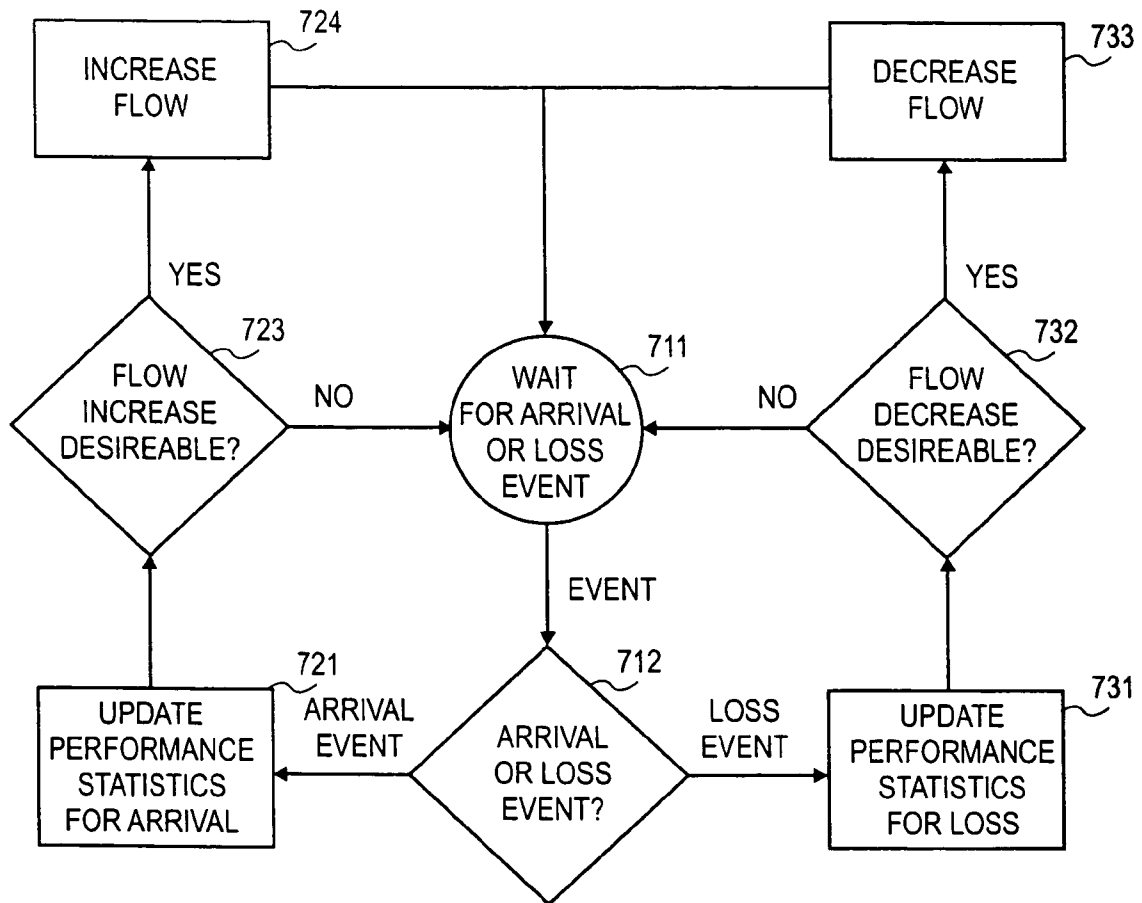 724
INCREASE
FLOW
733
DECREASE
FLOW
YES
YES
723
FLOW
INCREASE
DESIREABLE?
NO
711
WAIT
FOR ARRIVAL
OR LOSS
EVENT
NO
732
FLOW
DECREASE
DESIREABLE?
EVENT
721
UPDATE
PERFORMANCE
STATISTICS
FOR ARRIVAL
ARRIVAL
EVENT
712
ARRIVAL
OR LOSS
EVENT?
LOSS
EVENT
731
UPDATE
PERFORMANCE
STATISTICS
FOR LOSS